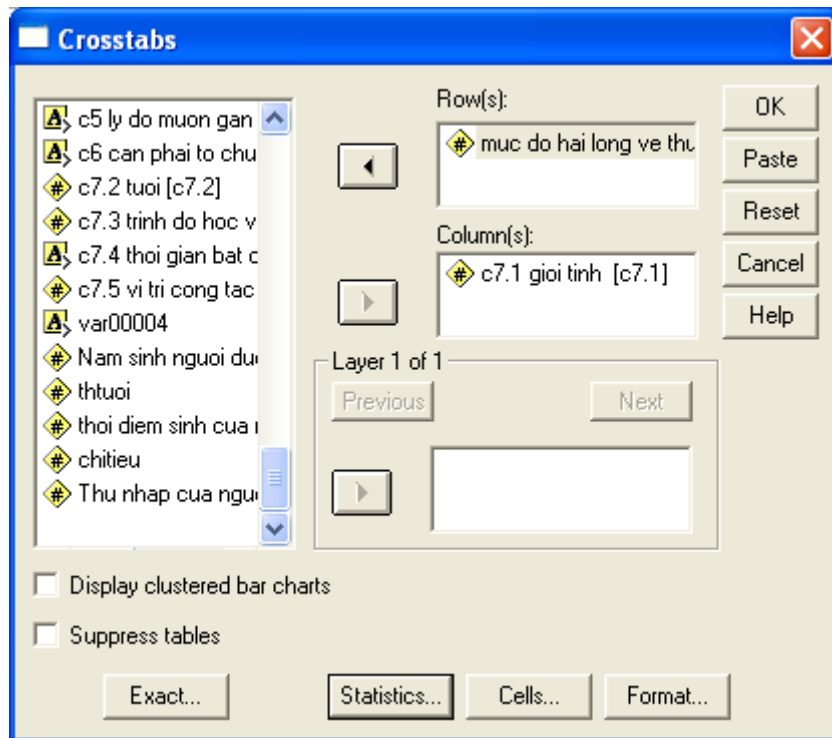 Crosstabs
c5 ly do muon gan
c6 can phai to chu
c7.2 tuoi [c7.2]
c7.3 trinh do hoc v
c7.4 thoi gian bat c
c7.5 vi tri cong tac
var00004
Nam sinh nguoi du
thtuoi
thoi diem sinh cua
chitieu
Thu nhap cua ngu
Row(s):
muc do hai long ve thu
Column(s):
c7.1 gioi tinh [c7.1]
Layer 1 of 1
Previous
Next
OK
Paste
Reset
Cancel
Help
Display clustered bar charts
Suppress tables
Exact...
Statistics...
Cells...
Format...